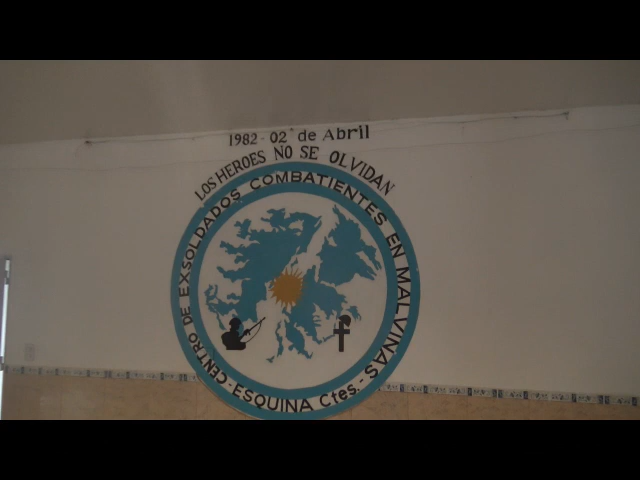 1982 - 02° de Abril
LOS HEROES NO SE OLVIDAN
CENTRO DE EXSOLDADOS COMBATIENTES EN MALVINAS
- ESQUINA Ctes. -